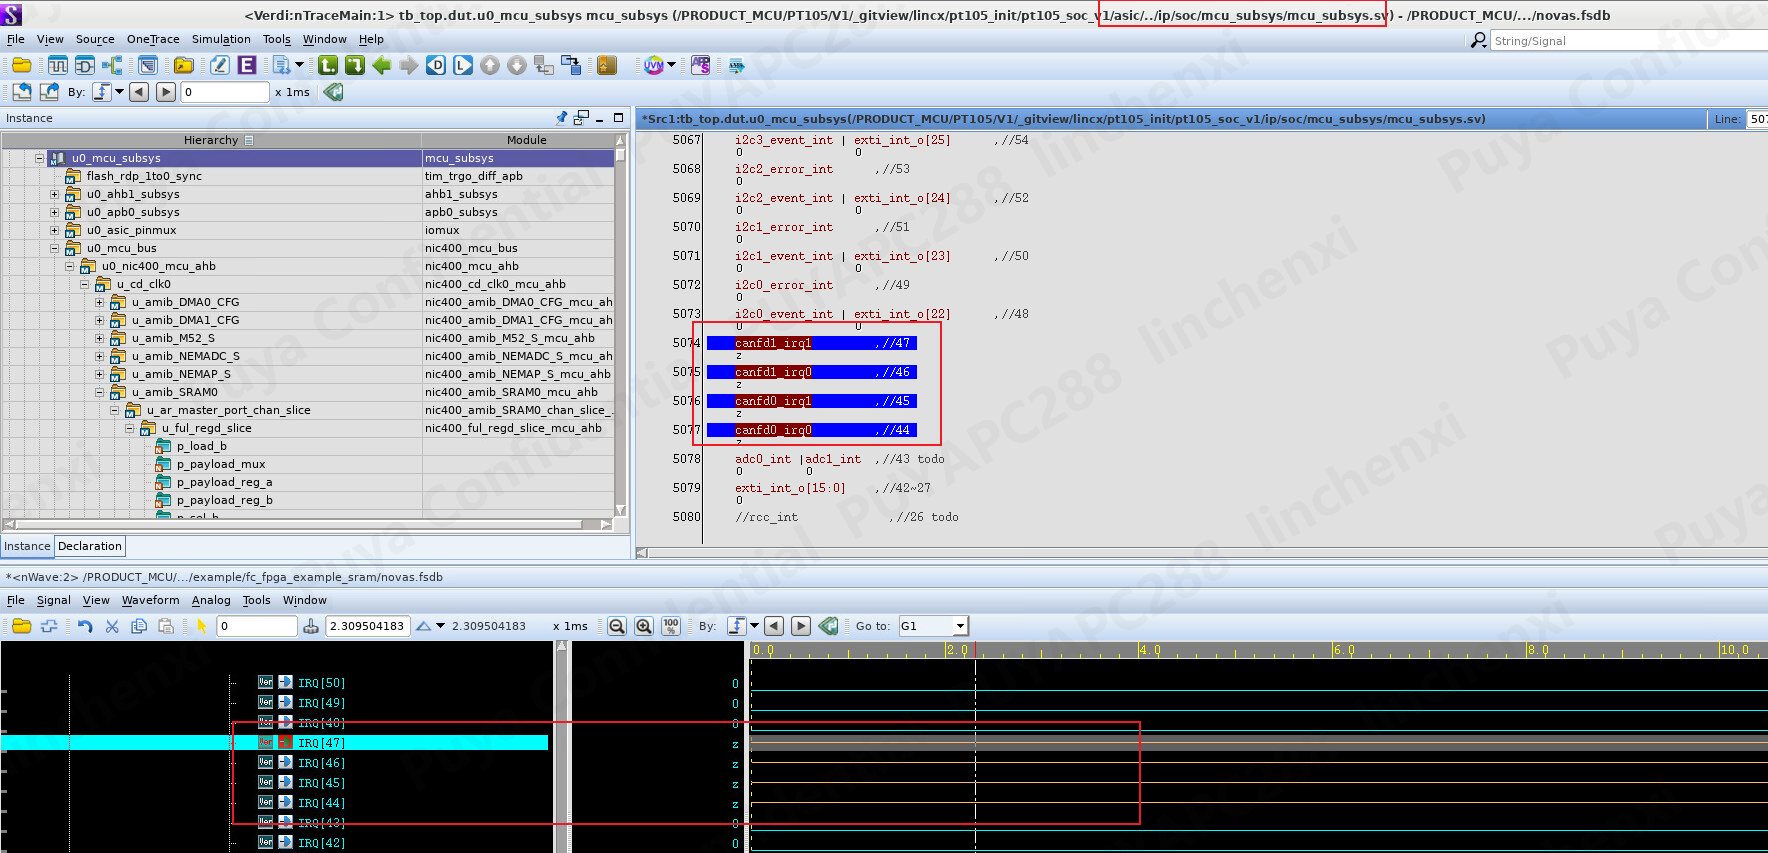 <Verdi:nTraceMain:1> tb_top.dut.u0_mcu_subsys mcu_subsys (/PRODUCT_MCU/PT105/V1/_gitview/lincx/pt105_init/pt105_soc_v1/asic/../ip/soc/mcu_subsys/mcu_subsys.sv) - /PRODUCT_MCU/.../novas.fsdb
File View Source OneTrace Simulation Tools Window Help
String/Signal
By: 0 x 1ms
Instance
Hierarchy Module
u0_mcu_subsys mcu_subsys
flash_rdp_1to0_sync tim_trgo_diff_apb
u0_ahb1_subsys ahb1_subsys
u0_apb0_subsys apb0_subsys
u0_asic_pinmux iomux
u0_mcu_bus nic400_mcu_bus
u0_nic400_mcu_ahb nic400_mcu_ahb
u_cd_clk0 nic400_cd_clk0_mcu_ahb
u_amib_DMA0_CFG nic400_amib_DMA0_CFG_mcu_ah
u_amib_DMA1_CFG nic400_amib_DMA1_CFG_mcu_ah
u_amib_M52_S nic400_amib_M52_S_mcu_ahb
u_amib_NEMADC_S nic400_amib_NEMADC_S_mcu_ah
u_amib_NEMAP_S nic400_amib_NEMAP_S_mcu_ahb
u_amib_SRAM0 nic400_amib_SRAM0_mcu_ahb
u_ar_master_port_chan_slice nic400_amib_SRAM0_chan_slice_.
u_ful_regd_slice nic400_ful_regd_slice_mcu_ahb
p_load_b
p_payload_mux
p_payload_reg_a
p_payload_reg_b
p_sel_b
Instance Declaration
*Src1:tb_top.dut.u0_mcu_subsys(/PRODUCT_MCU/PT105/V1/_gitview/lincx/pt105_init/pt105_soc_v1/ip/soc/mcu_subsys/mcu_subsys.sv) Line: 507
5067 i2c3_event_int | exti_int_o[25] ,//54
0 0
5068 i2c2_error_int ,//53
0
5069 i2c2_event_int | exti_int_o[24] ,//52
0 0
5070 i2c1_error_int ,//51
0
5071 i2c1_event_int | exti_int_o[23] ,//50
0 0
5072 i2c0_error_int ,//49
0
5073 i2c0_event_int | exti_int_o[22] ,//48
0 0
5074 canfd1_irq1 ,//47
z
5075 canfd1_irq0 ,//46
z
5076 canfd0_irq1 ,//45
z
5077 canfd0_irq0 ,//44
z
5078 adc0_int |adc1_int ,//43 todo
0 0
5079 exti_int_o[15:0] ,//42~27
0
5080 //rcc_int ,//26 todo
*<nWave:2> /PRODUCT_MCU/.../example/fc_fpga_example_sram/novas.fsdb
File Signal View Waveform Analog Tools Window
0 2.309504183 2.309504183 x 1ms 100% By: Go to: G1
0.0 2.0 4.0 6.0 8.0 10.0
IRQ[50] 0
IRQ[49] 0
IRQ[48] 0
IRQ[47] z
IRQ[46] z
IRQ[45] z
IRQ[44] z
IRQ[43] 0
IRQ[42] 0
Puya Confidential PUYAPC288 linchenxi